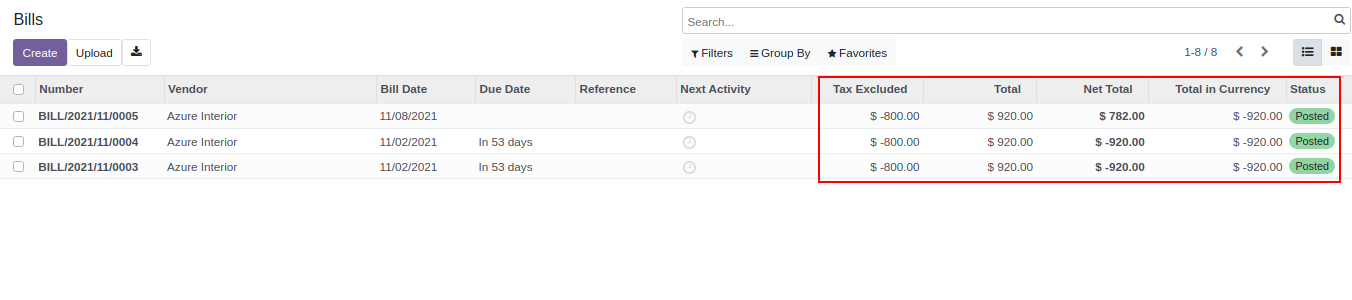 Bills
Search...
Create Upload
Filters Group By Favorites 1-8 / 8
Number Vendor Bill Date Due Date Reference Next Activity Tax Excluded Total Net Total Total in Currency Status
BILL/2021/11/0005 Azure Interior 11/08/2021 $ -800.00 $ 920.00 $ 782.00 $ -920.00 Posted
BILL/2021/11/0004 Azure Interior 11/02/2021 In 53 days $ -800.00 $ 920.00 $ -920.00 $ -920.00 Posted
BILL/2021/11/0003 Azure Interior 11/02/2021 In 53 days $ -800.00 $ 920.00 $ -920.00 $ -920.00 Posted